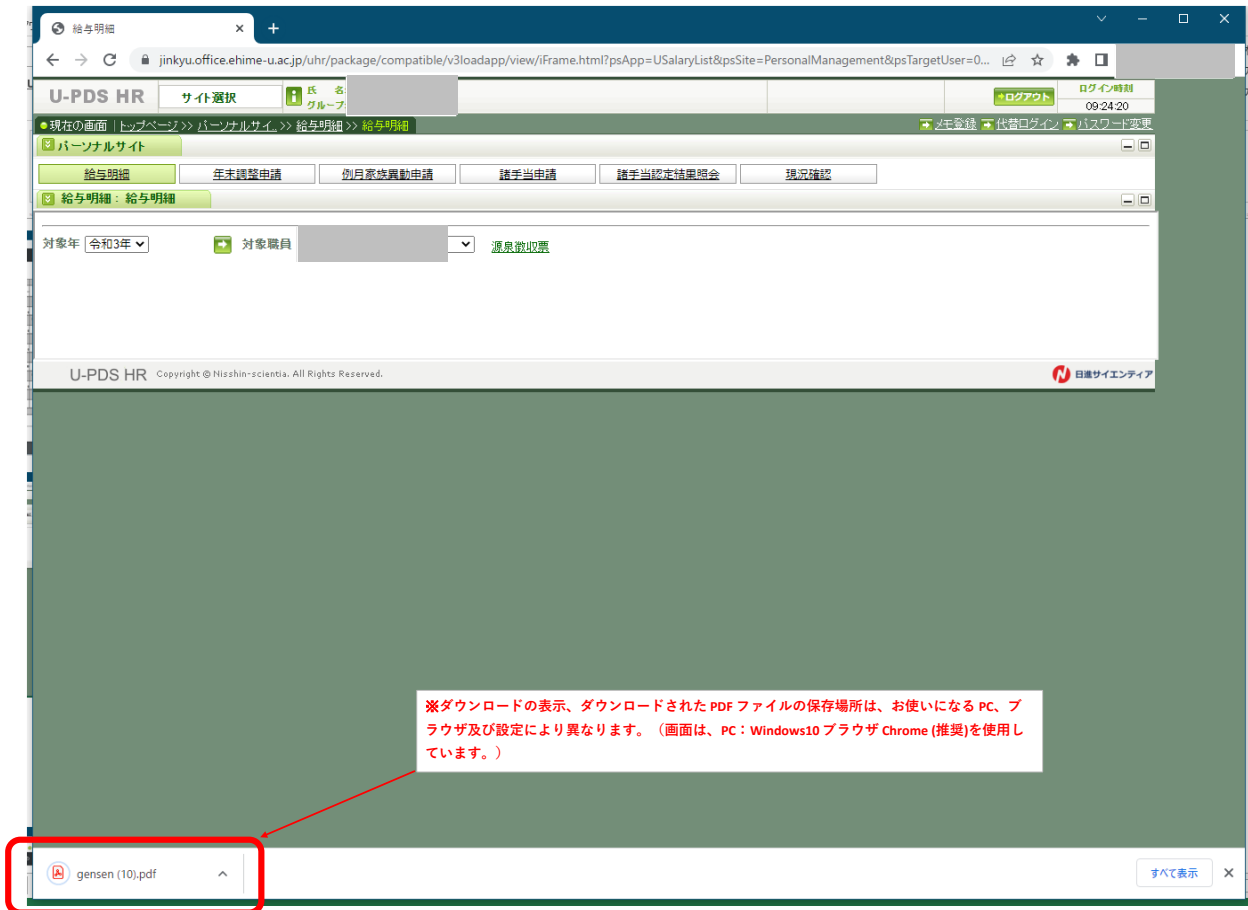 給与明細
jinkyu.office.ehime-u.ac.jp/uhr/package/compatible/v3loadapp/view/iFrame.html?psApp=USalaryList&psSite=PersonalManagement&psTargetUser=0...
U-PDS HR サイト選択 氏 名
グループ
ログアウト ログイン時刻
09:24:20
●現在の画面 | トップページ >> パーソナルサイ.. >> 給与明細 >> 給与明細 メモ登録 代替ログイン パスワード変更
パーソナルサイト
給与明細 年末調整申請 例月家族異動申請 諸手当申請 諸手当認定結果照会 現況確認
給与明細：給与明細
対象年 令和3年 対象職員 源泉徴収票
U-PDS HR Copyright © Nisshin-scientia. All Rights Reserved. 日進サイエンティア
※ダウンロードの表示、ダウンロードされた PDF ファイルの保存場所は、お使いになる PC、ブ
ラウザ及び設定により異なります。（画面は、PC：Windows10 ブラウザ Chrome (推奨)を使用し
ています。）
gensen (10).pdf すべて表示